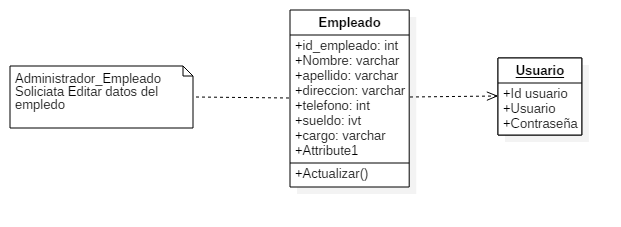 Administrador_Empleado
Soliciata Editar datos del
empledo
Empleado
+id_empleado: int
+Nombre: varchar
+apellido: varchar
+direccion: varchar
+telefono: int
+sueldo: ivt
+cargo: varchar
+Attribute1
+Actualizar()
Usuario
+Id usuario
+Usuario
+Contraseña